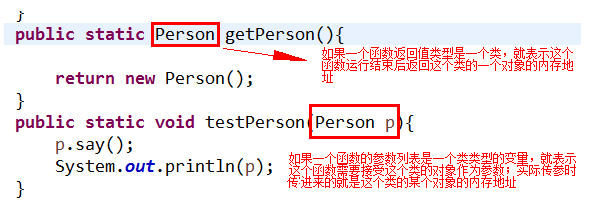 }
public static Person getPerson(){
如果一个函数返回值类型是一个类，就表示这个
函数运行结束后返回这个类的一个对象的内存地
址
return new Person();
}
public static void testPerson(Person p){
p.say();
System.out.println(p);
如果一个函数的参数列表是一个类类型的变量，就表示
这个函数需要接受这个类的对象作为参数；实际传参时
传进来的就是这个类的某个对象的内存地址
}